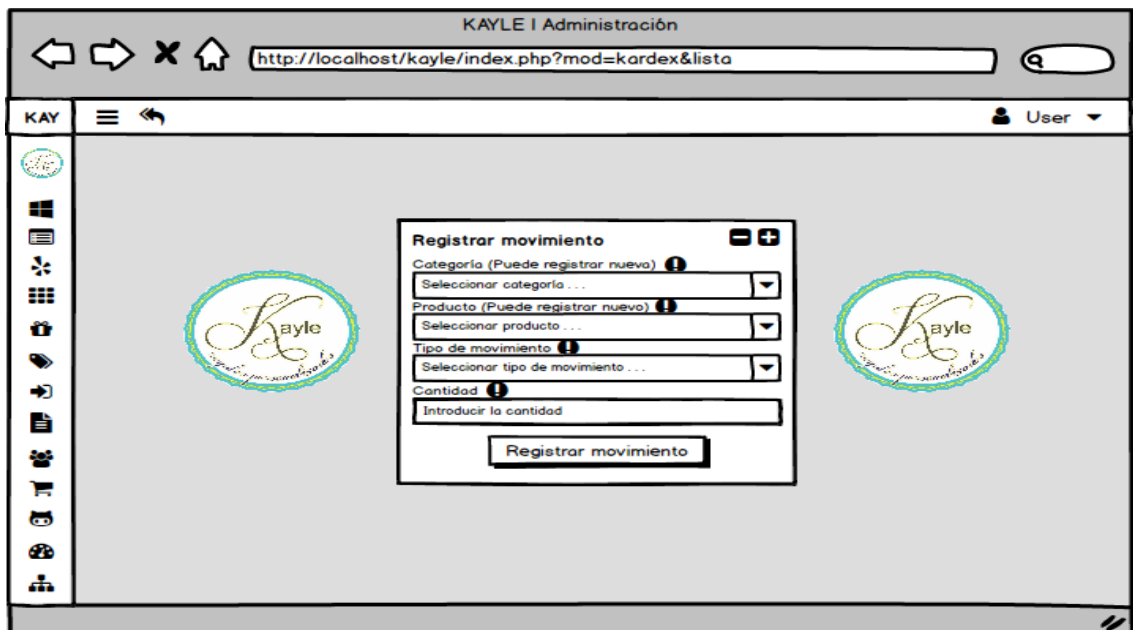 KAYLE I Administración
http://localhost/kayle/index.php?mod=kardex&lista
KAY
User
Registrar movimiento
Categoría (Puede registrar nueva)
Seleccionar categoría . . .
Producto (Puede registrar nuevo)
Seleccionar producto . . .
Tipo de movimiento
Seleccionar tipo de movimiento . . .
Cantidad
Introducir la cantidad
Registrar movimiento
Kayle
Kayle